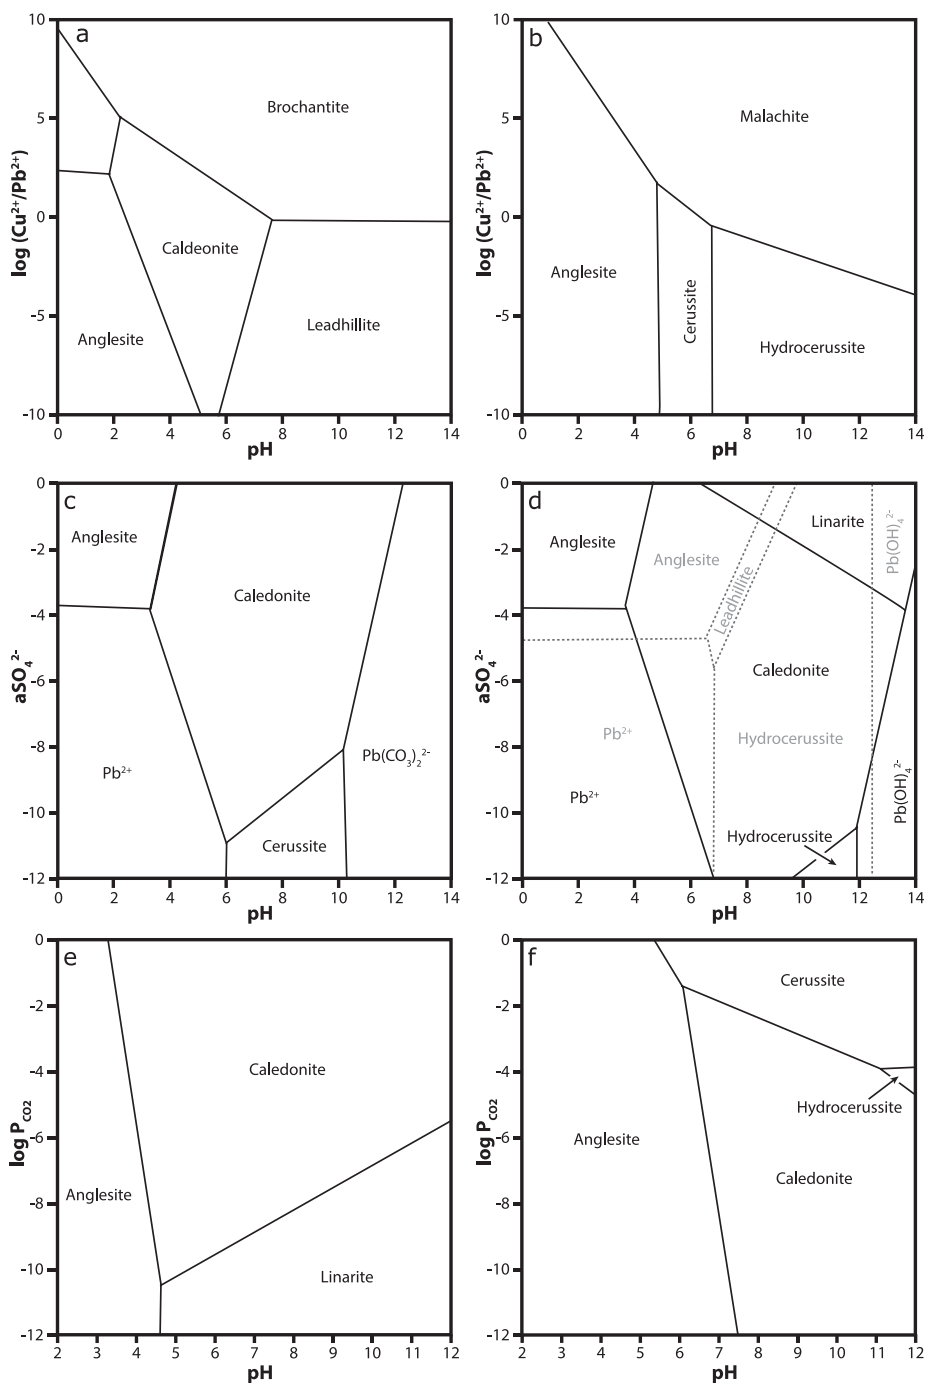 a
Brochantite
Caldeonite
Leadhillite
Anglesite
log (Cu²⁺/Pb²⁺)
10
5
0
-5
-10
0 2 4 6 8 10 12 14
pH
b
Malachite
Anglesite
Cerussite
Hydrocerussite
log (Cu²⁺/Pb²⁺)
10
5
0
-5
-10
0 2 4 6 8 10 12 14
pH
c
Anglesite
Caledonite
Pb(CO₃)₂²⁻
Pb²⁺
Cerussite
aSO₄²⁻
0
-2
-4
-6
-8
-10
-12
0 2 4 6 8 10 12 14
pH
d
Linarite
Pb(OH)₄²⁻
Anglesite
Anglesite
Leadhillite
Caledonite
Pb²⁺
Hydrocerussite
Pb²⁺
Pb(OH)₄²⁻
Hydrocerussite
aSO₄²⁻
0
-2
-4
-6
-8
-10
-12
0 2 4 6 8 10 12 14
pH
e
Caledonite
Anglesite
Linarite
log P CO2
0
-2
-4
-6
-8
-10
-12
2 3 4 5 6 7 8 9 10 11 12
pH
f
Cerussite
Hydrocerussite
Anglesite
Caledonite
log P CO2
0
-2
-4
-6
-8
-10
-12
2 3 4 5 6 7 8 9 10 11 12
pH